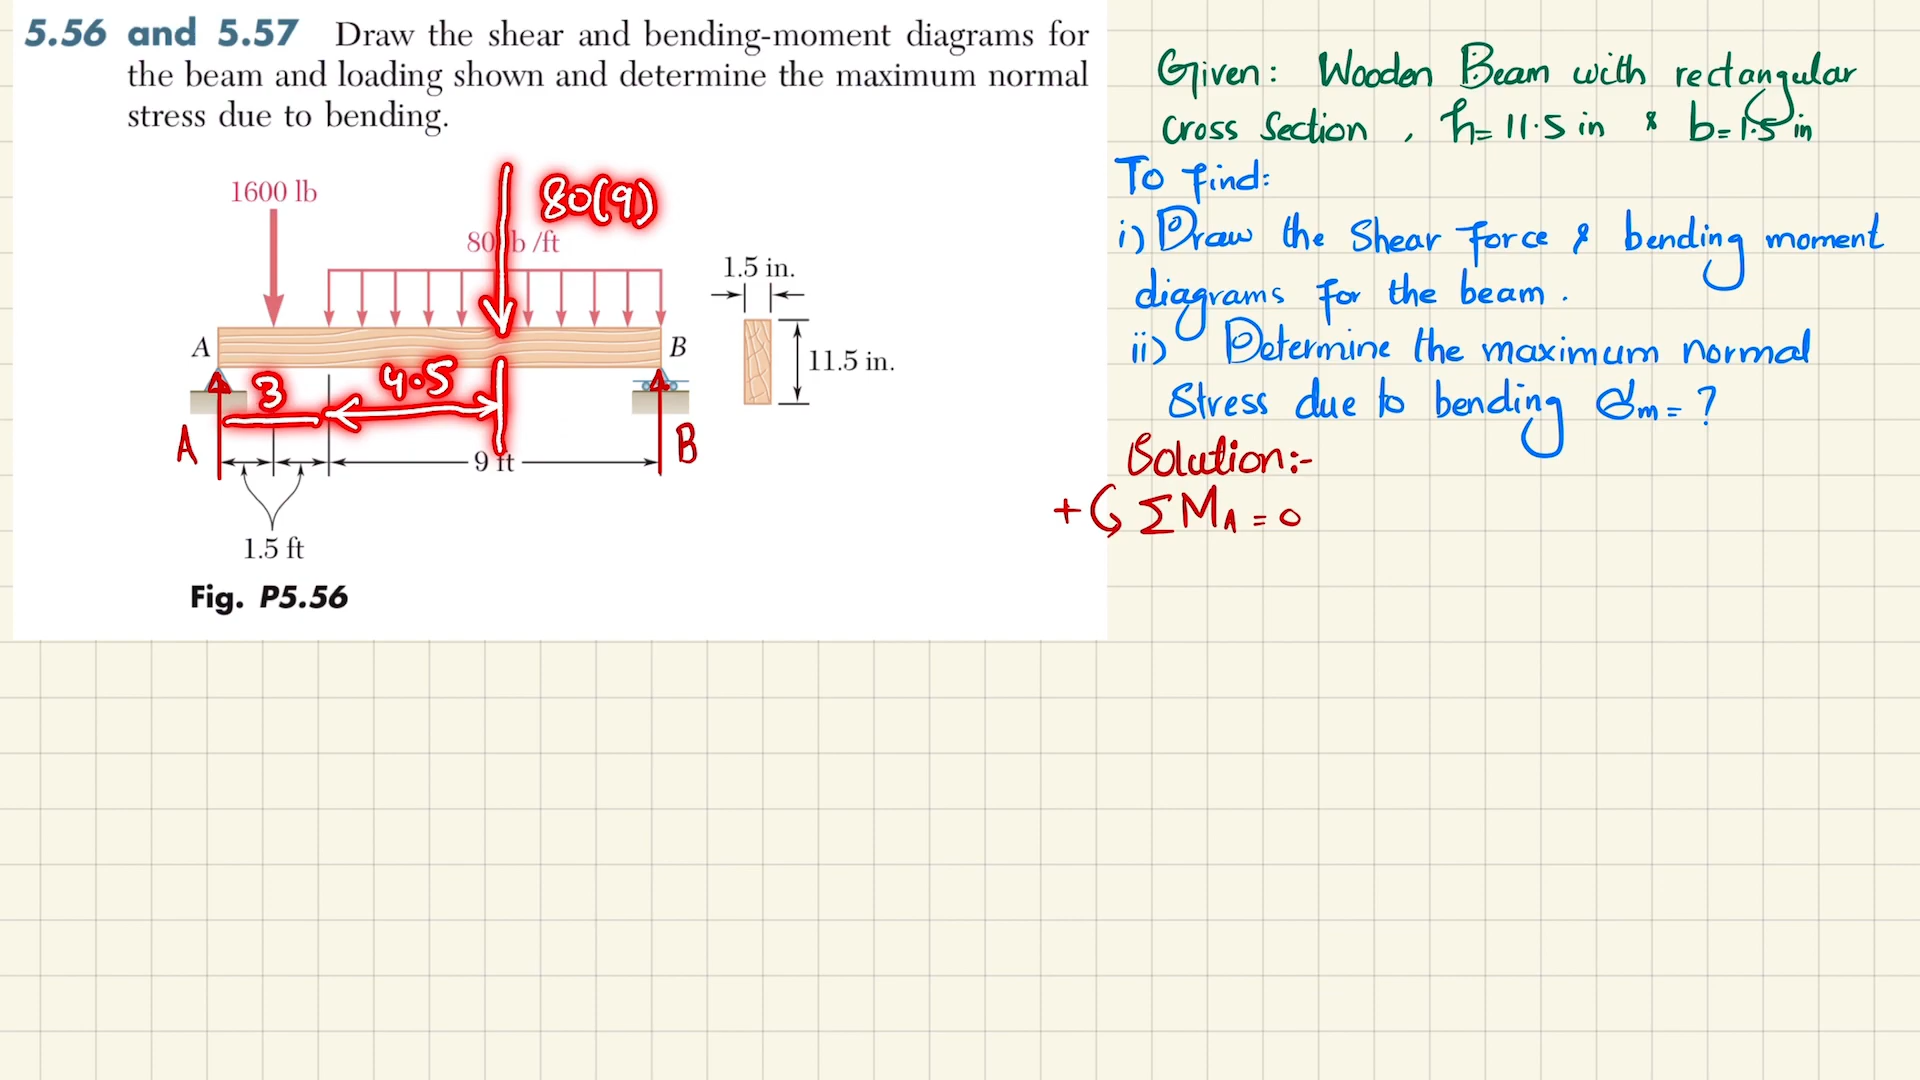 5.56 and 5.57 Draw the shear and bending-moment diagrams for
the beam and loading shown and determine the maximum normal
stress due to bending.
1600 lb
80(9)
80 lb/ft
1.5 in.
A
B
11.5 in.
3
4.5
A
B
9 ft
1.5 ft
Fig. P5.56
Given: Wooden Beam with rectangular
cross section, h= 11.5 in & b= 1.5 in
To find:
i) Draw the Shear force & bending moment
diagrams for the beam.
ii) Determine the maximum normal
Stress due to bending σm = ?
Solution:-
+↺ ΣMA = 0